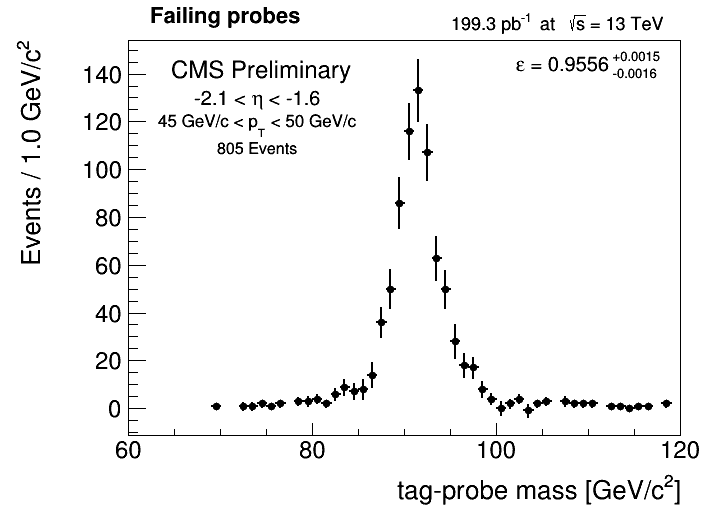 Failing probes
199.3 pb⁻¹ at √s = 13 TeV
CMS Preliminary
ε = 0.9556 +0.0015 -0.0016
-2.1 < η < -1.6
45 GeV/c < p_T < 50 GeV/c
805 Events
Events / 1.0 GeV/c²
140
120
100
80
60
40
20
0
60 80 100 120
tag-probe mass [GeV/c²]